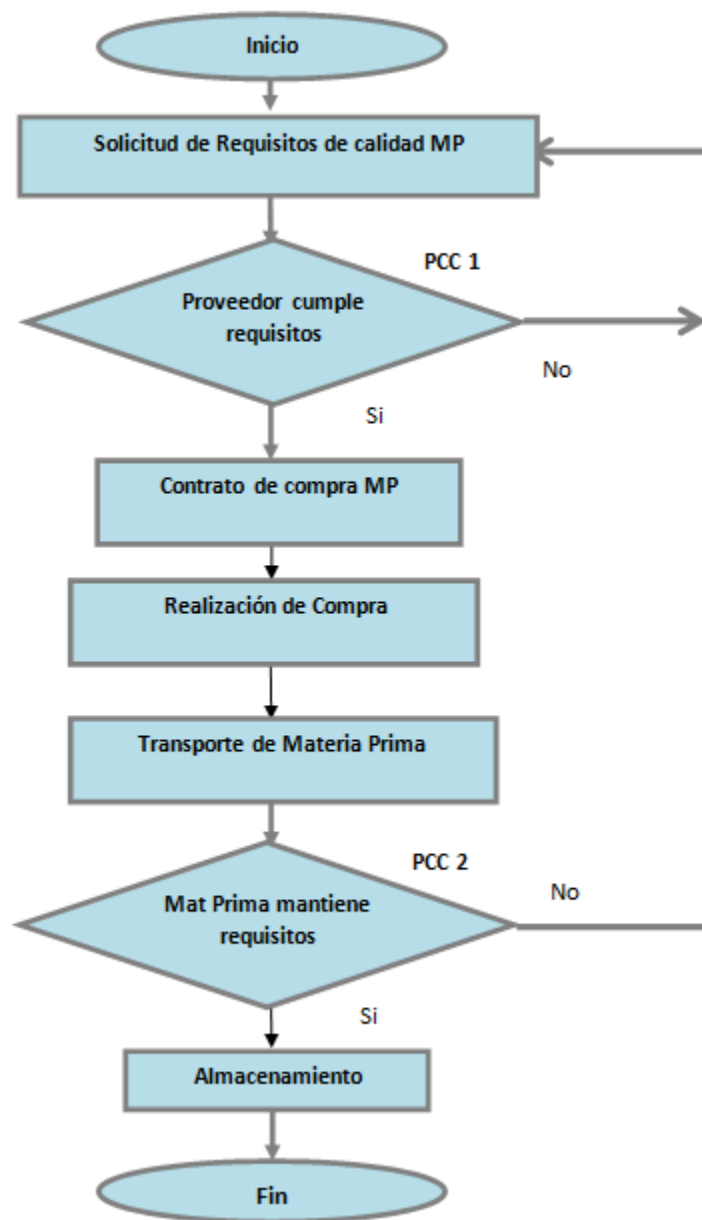 Inicio
Solicitud de Requisitos de calidad MP
PCC 1
Proveedor cumple
requisitos
No
Si
Contrato de compra MP
Realización de Compra
Transporte de Materia Prima
PCC 2
No
Mat Prima mantiene
requisitos
Si
Almacenamiento
Fin